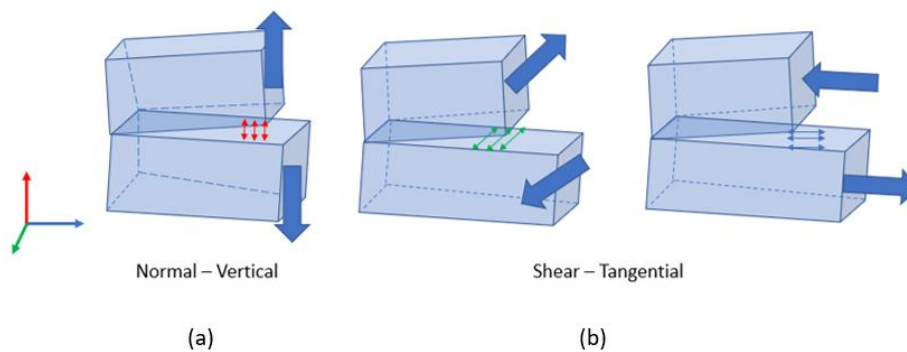 Normal – Vertical
Shear – Tangential
(a)
(b)